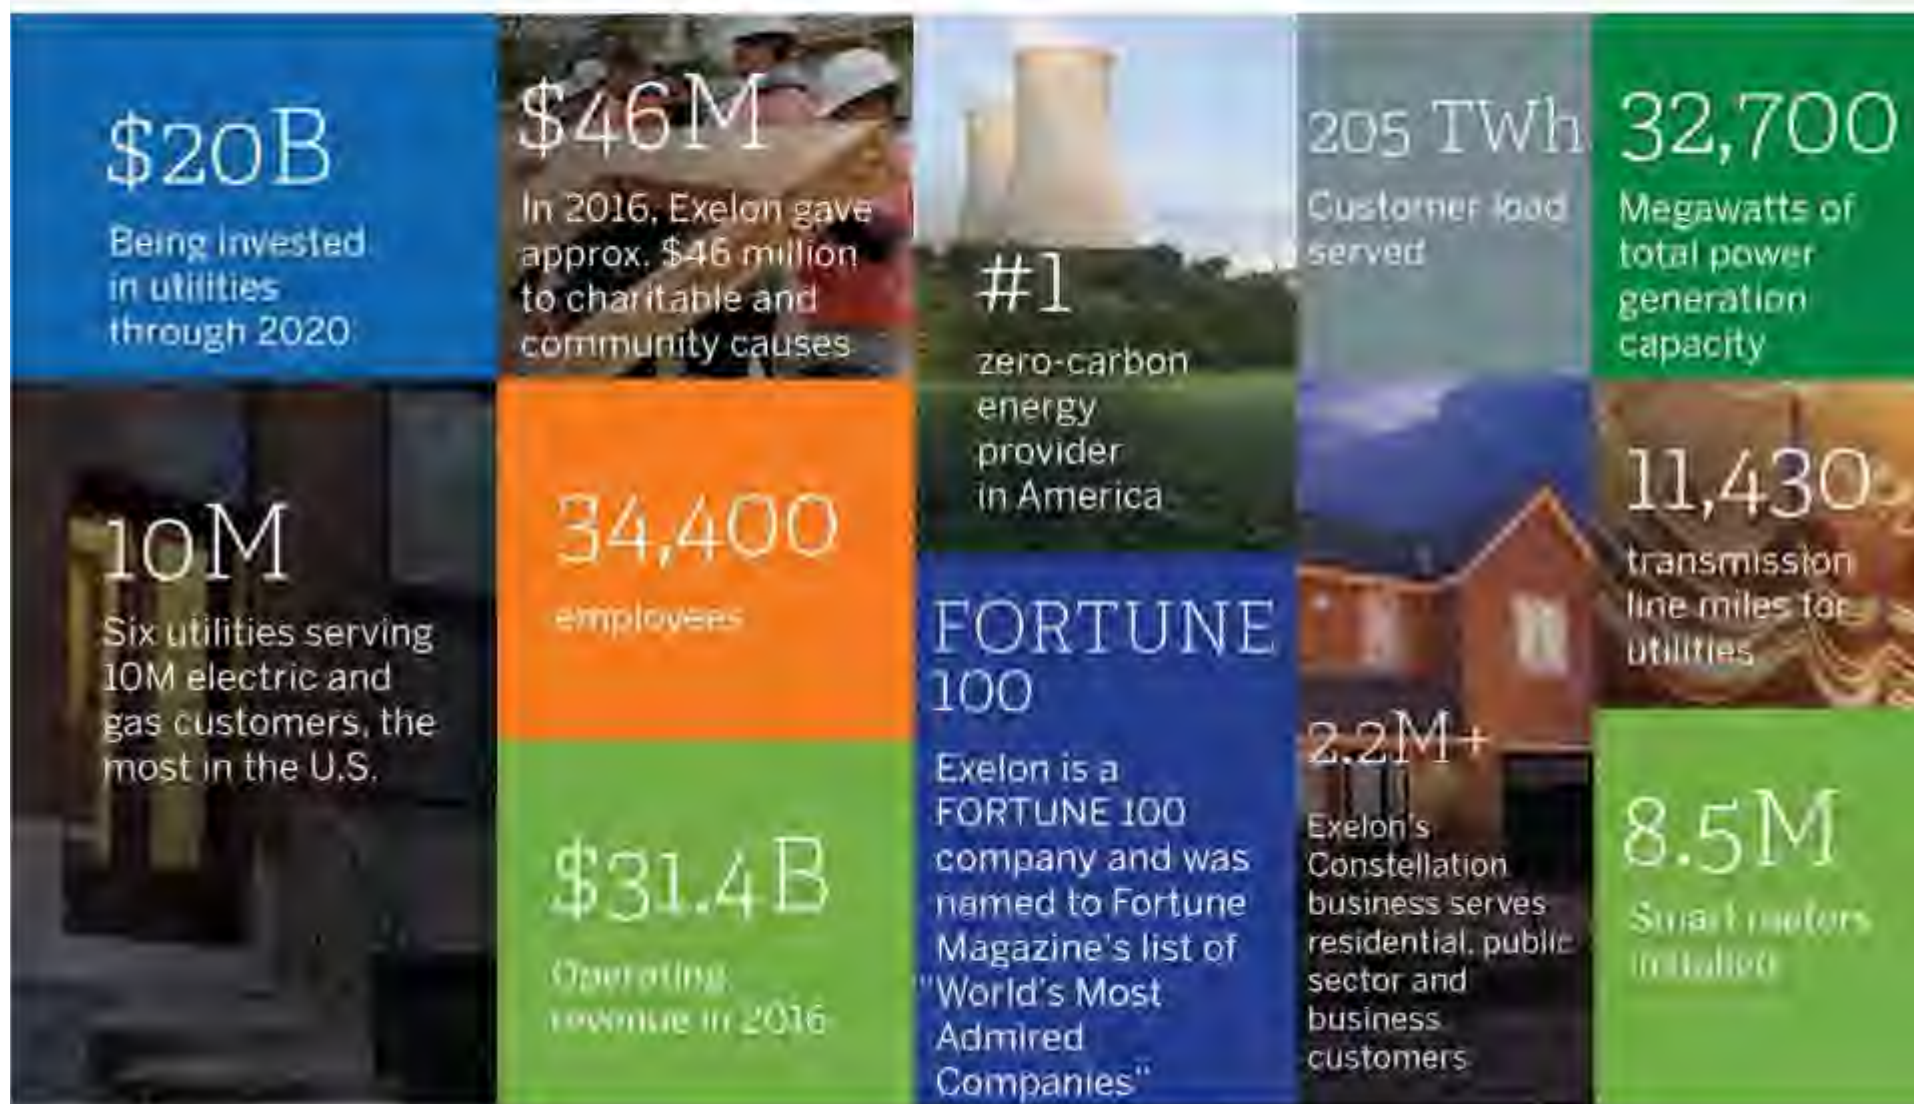 $20B
Being invested
in utilities
through 2020
10M
Six utilities serving
10M electric and
gas customers, the
most in the U.S.
$46M
In 2016, Exelon gave
approx. $46 million
to charitable and
community causes
34,400
employees
$31.4B
Operating
revenue in 2016
#1
zero-carbon
energy
provider
in America
FORTUNE
100
Exelon is a
FORTUNE 100
company and was
named to Fortune
Magazine's list of
"World's Most
Admired
Companies"
205 TWh
Customer load
served
2.2M+
Exelon's
Constellation
business serves
residential, public
sector and
business
customers
32,700
Megawatts of
total power
generation
capacity
11,430
transmission
line miles for
utilities
8.5M
Smart meters
installed